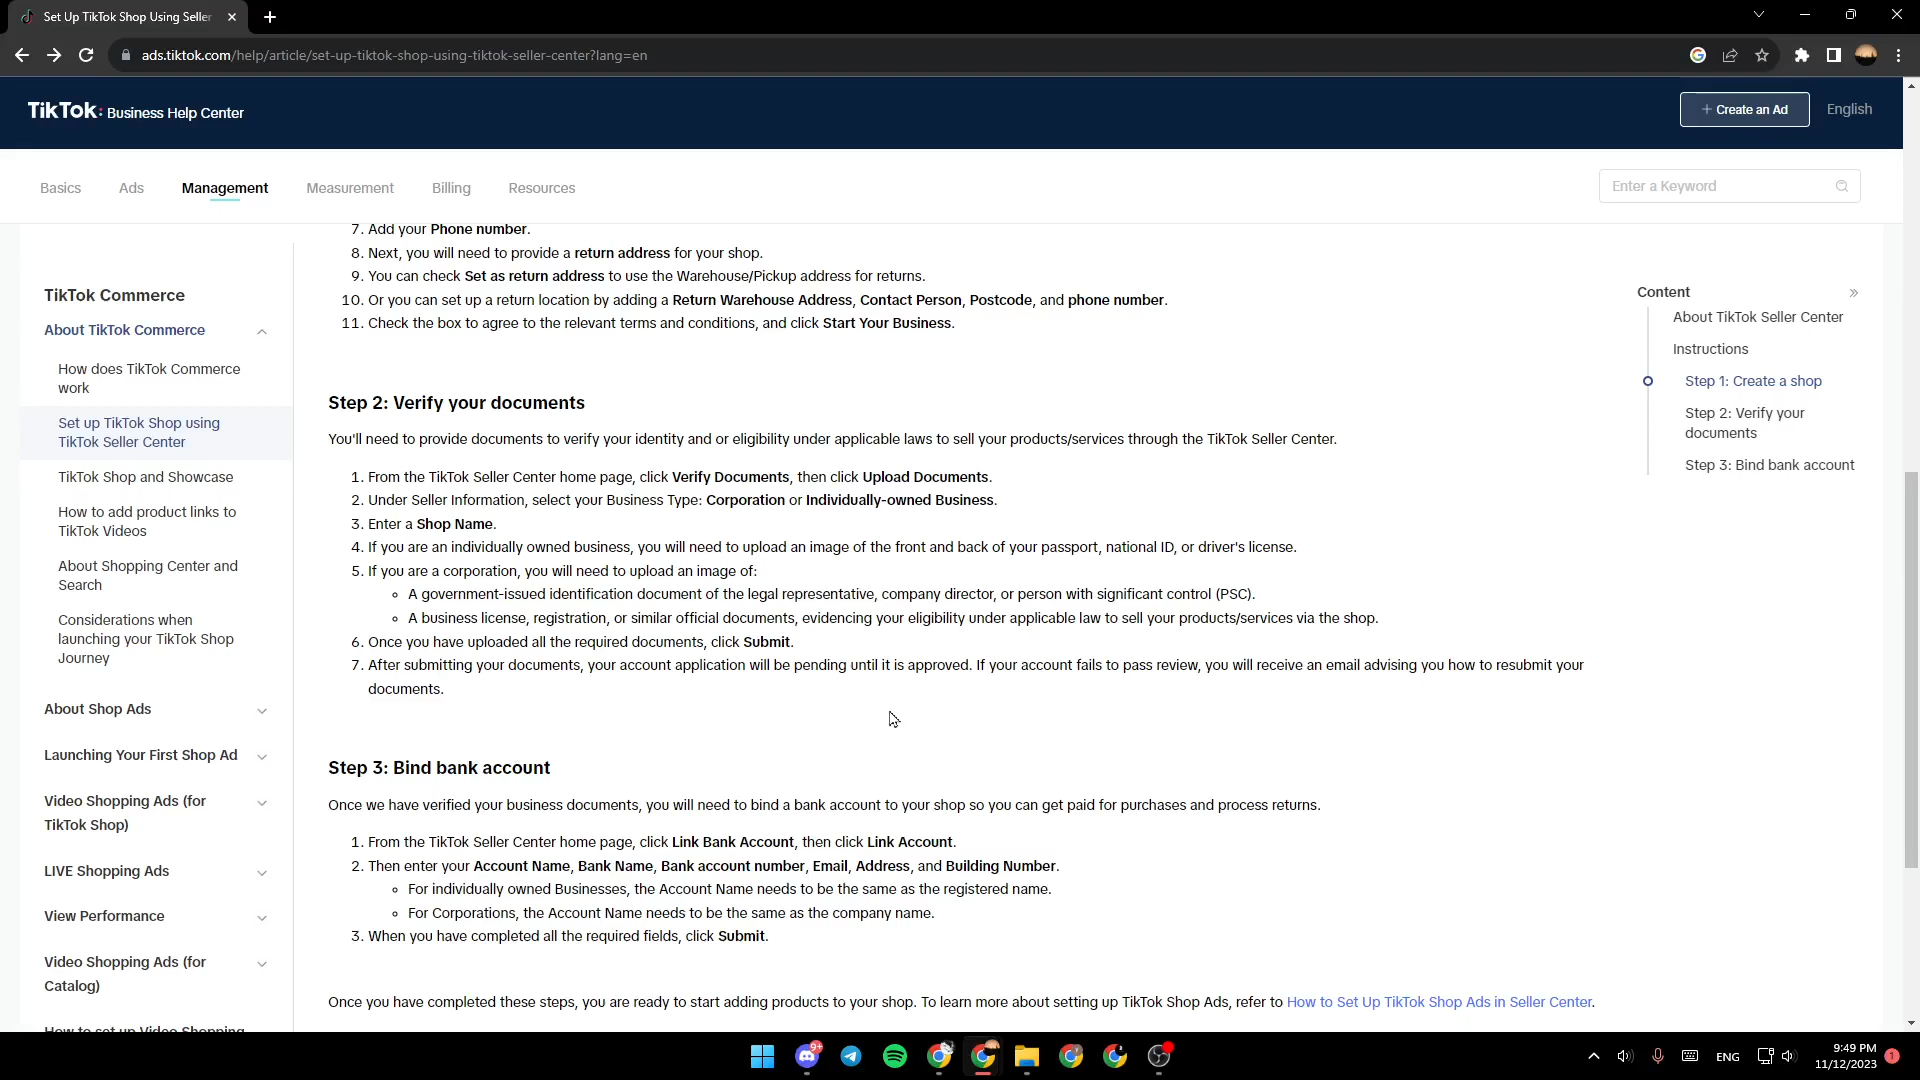 Set Up TikTok Shop Using Seller
ads.tiktok.com/help/article/set-up-tiktok-shop-using-tiktok-seller-center?lang=en
TikTok: Business Help Center
+ Create an Ad
English
Basics
Ads
Management
Measurement
Billing
Resources
Enter a Keyword
TikTok Commerce
About TikTok Commerce
How does TikTok Commerce
work
Set up TikTok Shop using
TikTok Seller Center
TikTok Shop and Showcase
How to add product links to
TikTok Videos
About Shopping Center and
Search
Considerations when
launching your TikTok Shop
Journey
About Shop Ads
Launching Your First Shop Ad
Video Shopping Ads (for
TikTok Shop)
LIVE Shopping Ads
View Performance
Video Shopping Ads (for
Catalog)
How to set up Video Shopping
7. Add your Phone number.
8. Next, you will need to provide a return address for your shop.
9. You can check Set as return address to use the Warehouse/Pickup address for returns.
10. Or you can set up a return location by adding a Return Warehouse Address, Contact Person, Postcode, and phone number.
11. Check the box to agree to the relevant terms and conditions, and click Start Your Business.
Step 2: Verify your documents
You'll need to provide documents to verify your identity and or eligibility under applicable laws to sell your products/services through the TikTok Seller Center.
1. From the TikTok Seller Center home page, click Verify Documents, then click Upload Documents.
2. Under Seller Information, select your Business Type: Corporation or Individually-owned Business.
3. Enter a Shop Name.
4. If you are an individually owned business, you will need to upload an image of the front and back of your passport, national ID, or driver's license.
5. If you are a corporation, you will need to upload an image of:
A government-issued identification document of the legal representative, company director, or person with significant control (PSC).
A business license, registration, or similar official documents, evidencing your eligibility under applicable law to sell your products/services via the shop.
6. Once you have uploaded all the required documents, click Submit.
7. After submitting your documents, your account application will be pending until it is approved. If your account fails to pass review, you will receive an email advising you how to resubmit your
documents.
Step 3: Bind bank account
Once we have verified your business documents, you will need to bind a bank account to your shop so you can get paid for purchases and process returns.
1. From the TikTok Seller Center home page, click Link Bank Account, then click Link Account.
2. Then enter your Account Name, Bank Name, Bank account number, Email, Address, and Building Number.
For individually owned Businesses, the Account Name needs to be the same as the registered name.
For Corporations, the Account Name needs to be the same as the company name.
3. When you have completed all the required fields, click Submit.
Once you have completed these steps, you are ready to start adding products to your shop. To learn more about setting up TikTok Shop Ads, refer to How to Set Up TikTok Shop Ads in Seller Center.
Content
About TikTok Seller Center
Instructions
Step 1: Create a shop
Step 2: Verify your
documents
Step 3: Bind bank account
9+
ENG
9:49 PM
11/12/2023
1